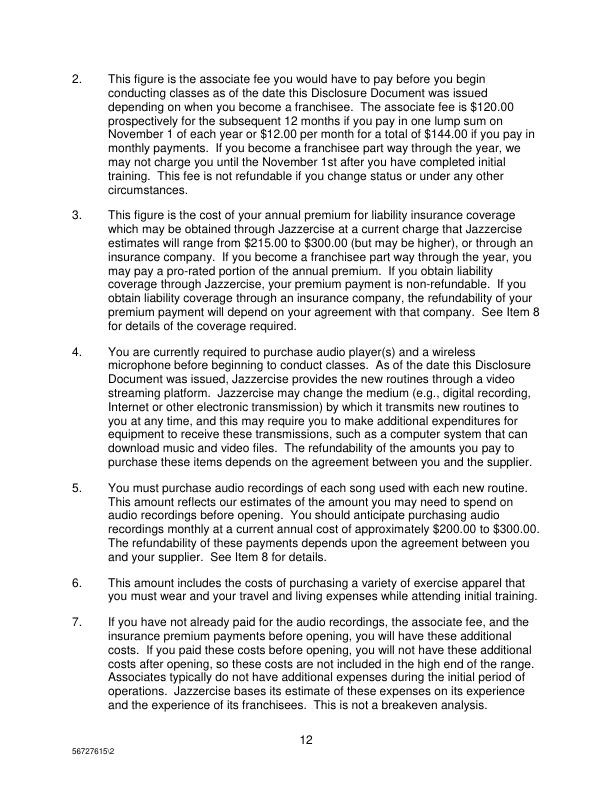 2. This figure is the associate fee you would have to pay before you begin
conducting classes as of the date this Disclosure Document was issued
depending on when you become a franchisee.  The associate fee is $120.00
prospectively for the subsequent 12 months if you pay in one lump sum on
November 1 of each year or $12.00 per month for a total of $144.00 if you pay in
monthly payments.  If you become a franchisee part way through the year, we
may not charge you until the November 1st after you have completed initial
training.  This fee is not refundable if you change status or under any other
circumstances.
3. This figure is the cost of your annual premium for liability insurance coverage
which may be obtained through Jazzercise at a current charge that Jazzercise
estimates will range from $215.00 to $300.00 (but may be higher), or through an
insurance company.  If you become a franchisee part way through the year, you
may pay a pro-rated portion of the annual premium.  If you obtain liability
coverage through Jazzercise, your premium payment is non-refundable.  If you
obtain liability coverage through an insurance company, the refundability of your
premium payment will depend on your agreement with that company.  See Item 8
for details of the coverage required.
4. You are currently required to purchase audio player(s) and a wireless
microphone before beginning to conduct classes.  As of the date this Disclosure
Document was issued, Jazzercise provides the new routines through a video
streaming platform.  Jazzercise may change the medium (e.g., digital recording,
Internet or other electronic transmission) by which it transmits new routines to
you at any time, and this may require you to make additional expenditures for
equipment to receive these transmissions, such as a computer system that can
download music and video files.  The refundability of the amounts you pay to
purchase these items depends on the agreement between you and the supplier.
5. You must purchase audio recordings of each song used with each new routine.
This amount reflects our estimates of the amount you may need to spend on
audio recordings before opening.  You should anticipate purchasing audio
recordings monthly at a current annual cost of approximately $200.00 to $300.00.
The refundability of these payments depends upon the agreement between you
and your supplier.  See Item 8 for details.
6. This amount includes the costs of purchasing a variety of exercise apparel that
you must wear and your travel and living expenses while attending initial training.
7. If you have not already paid for the audio recordings, the associate fee, and the
insurance premium payments before opening, you will have these additional
costs.  If you paid these costs before opening, you will not have these additional
costs after opening, so these costs are not included in the high end of the range.
Associates typically do not have additional expenses during the initial period of
operations.  Jazzercise bases its estimate of these expenses on its experience
and the experience of its franchisees.  This is not a breakeven analysis.
12
56727615\2